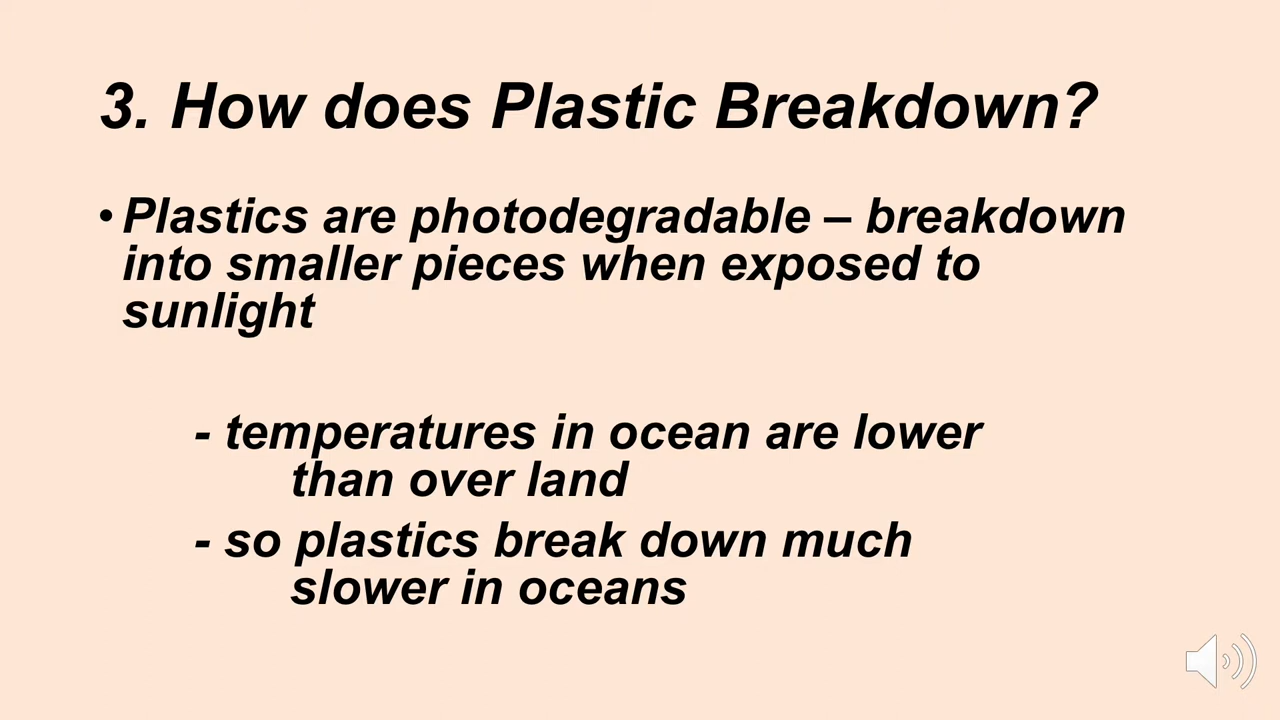 3. How does Plastic Breakdown?
• Plastics are photodegradable – breakdown
into smaller pieces when exposed to
sunlight
- temperatures in ocean are lower
than over land
- so plastics break down much
slower in oceans